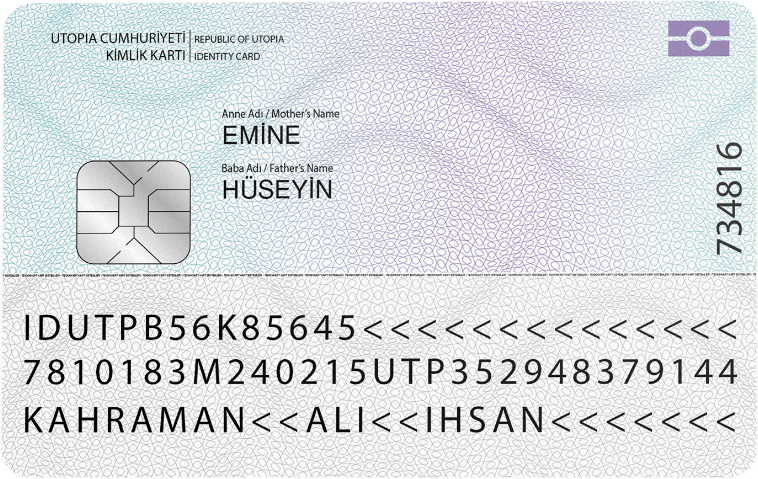 UTOPIA CUMHURİYETİ REPUBLIC OF UTOPIA
KİMLİK KARTI IDENTITY CARD
Anne Adı / Mother's Name
EMİNE
Baba Adı / Father's Name
HÜSEYİN
734816
IDUTPB56K85645<<<<<<<<<<<<<<
7810183M240215UTP352948379144
KAHRAMAN<<ALI<<IHSAN<<<<<<<